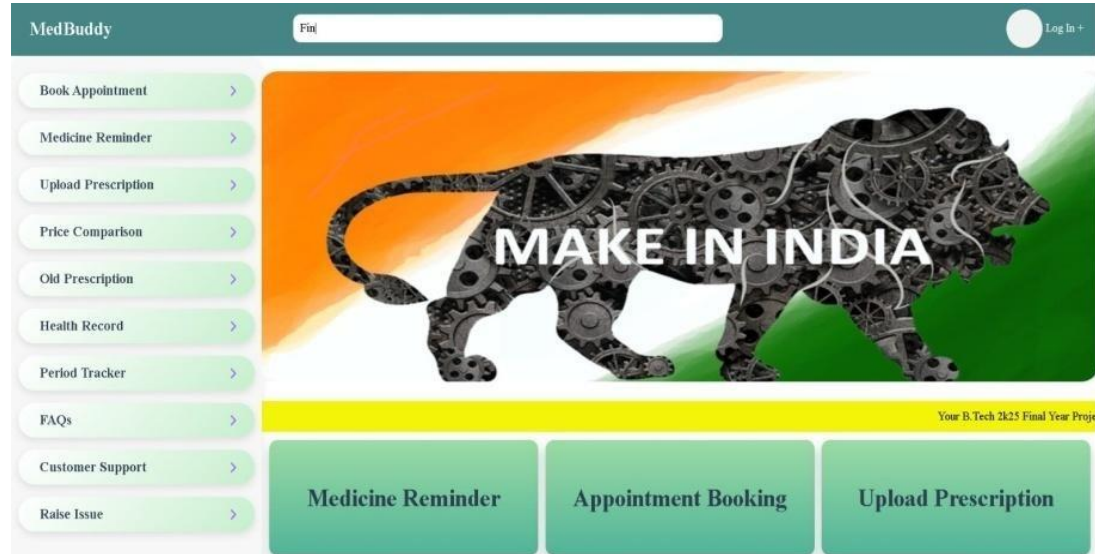 MedBuddy
Fin
Log In +
Book Appointment
Medicine Reminder
Upload Prescription
Price Comparison
Old Prescription
Health Record
Period Tracker
FAQs
Customer Support
Raise Issue
MAKE IN INDIA
Your B.Tech 2k25 Final Year Proje
Medicine Reminder
Appointment Booking
Upload Prescription